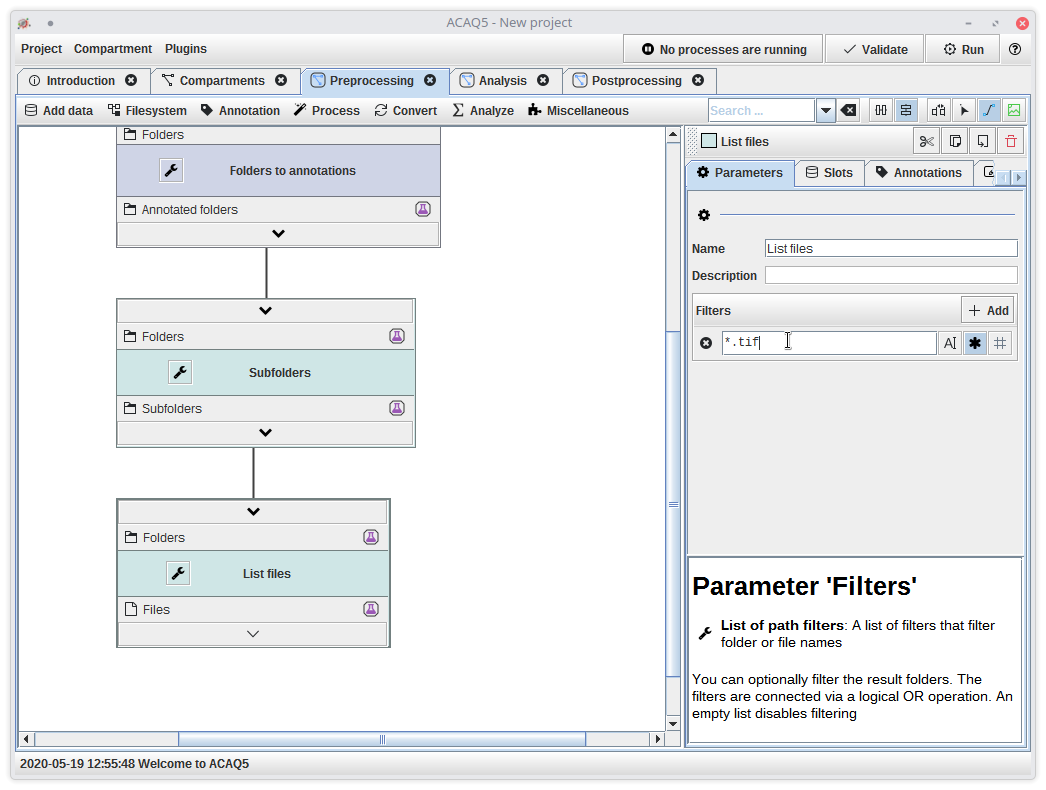 ACAQ5 - New project
Project Compartment Plugins
No processes are running
Validate
Run
Introduction
Compartments
Preprocessing
Analysis
Postprocessing
Add data
Filesystem
Annotation
Process
Convert
Analyze
Miscellaneous
Search ...
Folders
Folders to annotations
Annotated folders
Folders
Subfolders
Subfolders
Folders
List files
Files
List files
Parameters
Slots
Annotations
Name List files
Description
Filters
Add
*.tif
AI
Parameter 'Filters'
List of path filters: A list of filters that filter
folder or file names
You can optionally filter the result folders. The
filters are connected via a logical OR operation. An
empty list disables filtering
2020-05-19 12:55:48 Welcome to ACAQ5